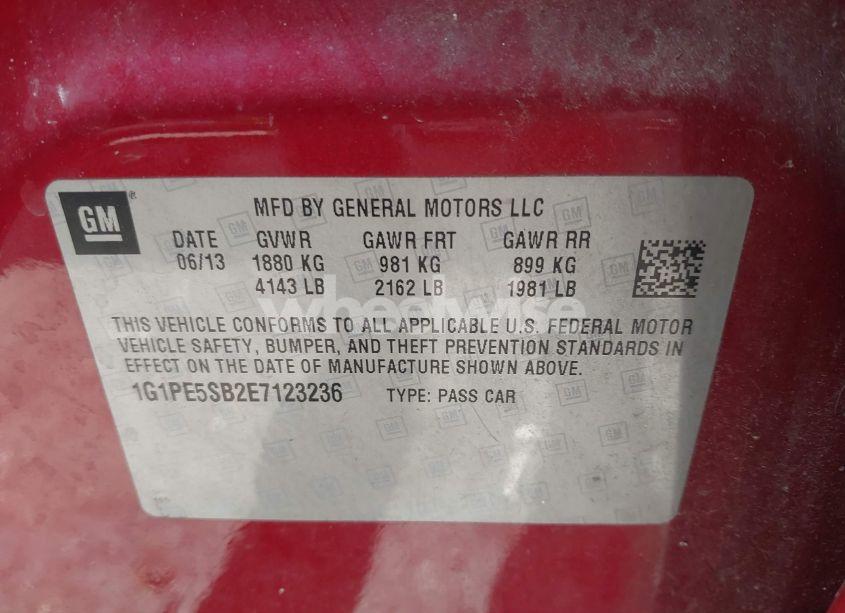 GM
MFD BY GENERAL MOTORS LLC
DATE GVWR GAWR FRT GAWR RR
06/13 1880 KG 981 KG 899 KG
4143 LB 2162 LB 1981 LB
wheelwise
THIS VEHICLE CONFORMS TO ALL APPLICABLE U.S. FEDERAL MOTOR
VEHICLE SAFETY, BUMPER, AND THEFT PREVENTION STANDARDS IN
EFFECT ON THE DATE OF MANUFACTURE SHOWN ABOVE.
1G1PE5SB2E7123236 TYPE: PASS CAR